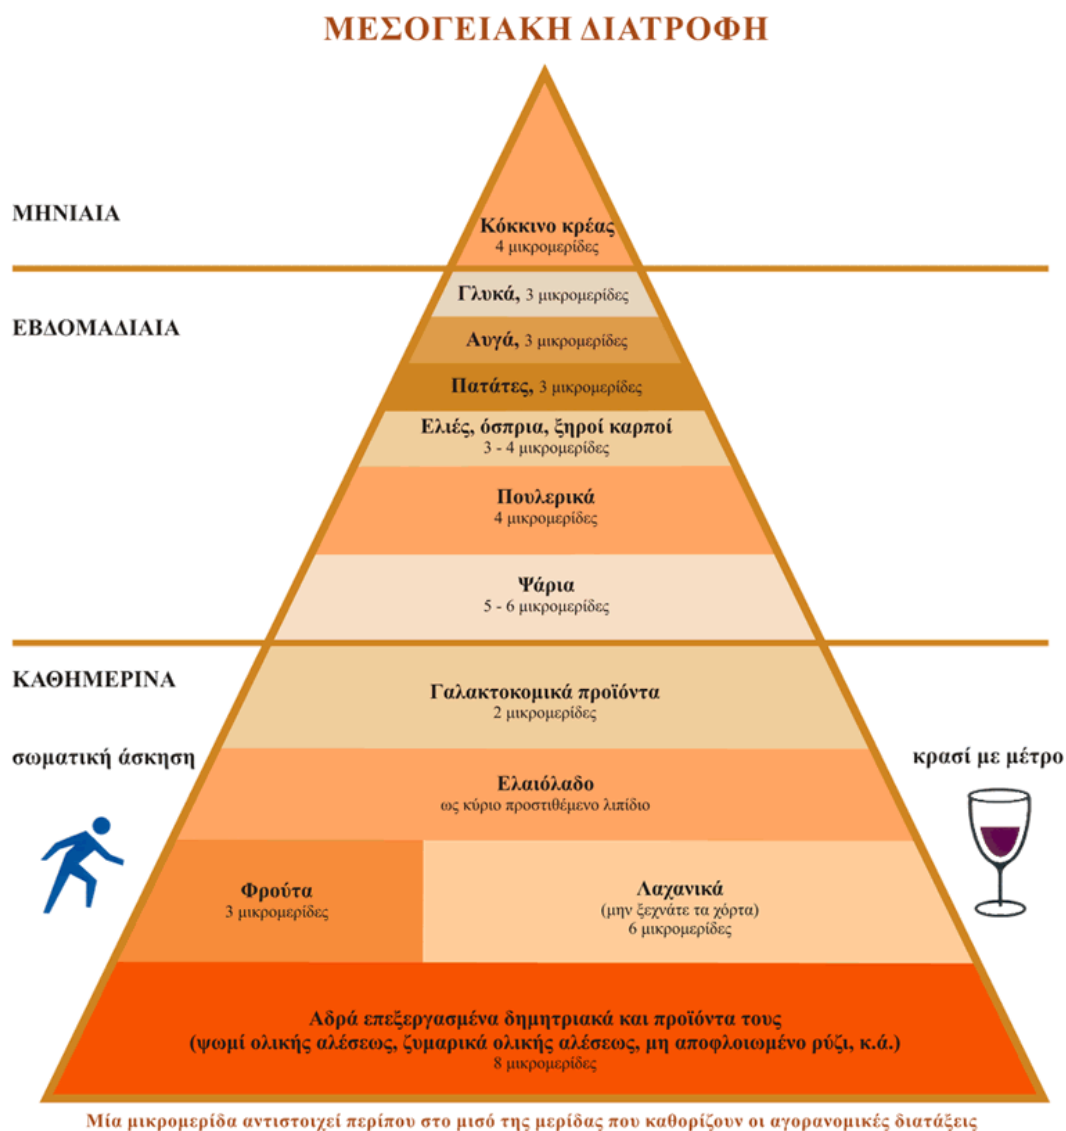 ΜΕΣΟΓΕΙΑΚΗ ΔΙΑΤΡΟΦΗ
ΜΗΝΙΑΙΑ
Κόκκινο κρέας
4 μικρομερίδες
ΕΒΔΟΜΑΔΙΑΙΑ
Γλυκά, 3 μικρομερίδες
Αυγά, 3 μικρομερίδες
Πατάτες, 3 μικρομερίδες
Ελιές, όσπρια, ξηροί καρποί
3 - 4 μικρομερίδες
Πουλερικά
4 μικρομερίδες
Ψάρια
5 - 6 μικρομερίδες
ΚΑΘΗΜΕΡΙΝΑ
Γαλακτοκομικά προϊόντα
2 μικρομερίδες
σωματική άσκηση
κρασί με μέτρο
Ελαιόλαδο
ως κύριο προστιθέμενο λιπίδιο
Φρούτα
3 μικρομερίδες
Λαχανικά
(μην ξεχνάτε τα χόρτα)
6 μικρομερίδες
Αδρά επεξεργασμένα δημητριακά και προϊόντα τους
(ψωμί ολικής αλέσεως, ζυμαρικά ολικής αλέσεως, μη αποφλοιωμένο ρύζι, κ.ά.)
8 μικρομερίδες
Μία μικρομερίδα αντιστοιχεί περίπου στο μισό της μερίδας που καθορίζουν οι αγορανομικές διατάξεις